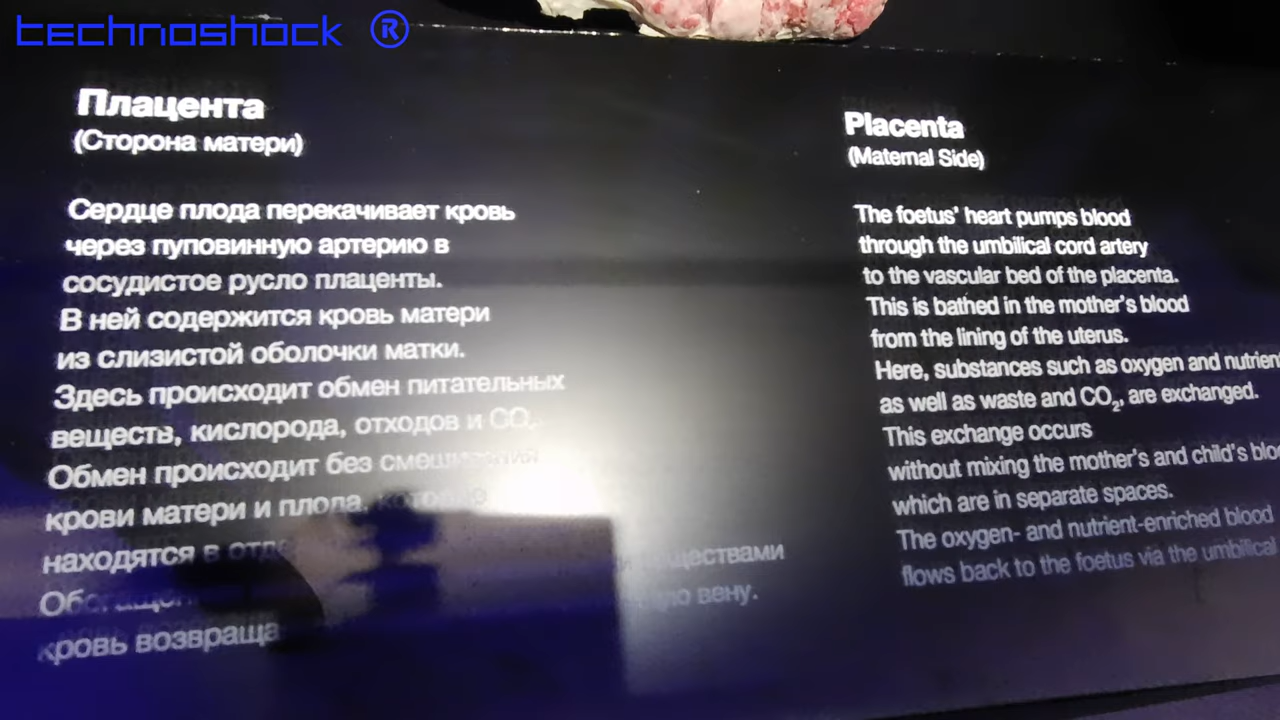 technoshock ®
Плацента
(Сторона матери)
Сердце плода перекачивает кровь
через пуповинную артерию в
сосудистое русло плаценты.
В ней содержится кровь матери
из слизистой оболочки матки.
Здесь происходит обмен питательных
веществ, кислорода, отходов и CO₂.
Обмен происходит без смешивания
крови матери и плода,
находятся в
кровь
вену.
Placenta
(Maternal Side)
The foetus' heart pumps blood
through the umbilical cord artery
to the vascular bed of the placenta.
This is bathed in the mother's blood
from the lining of the uterus.
Here, substances such as oxygen and
as well as waste and CO₂, are exchanged.
This exchange occurs
without mixing the mother's and child's
which are in separate spaces.
The oxygen- and nutrient-enriched blood
flows back to the foetus via the umbilical